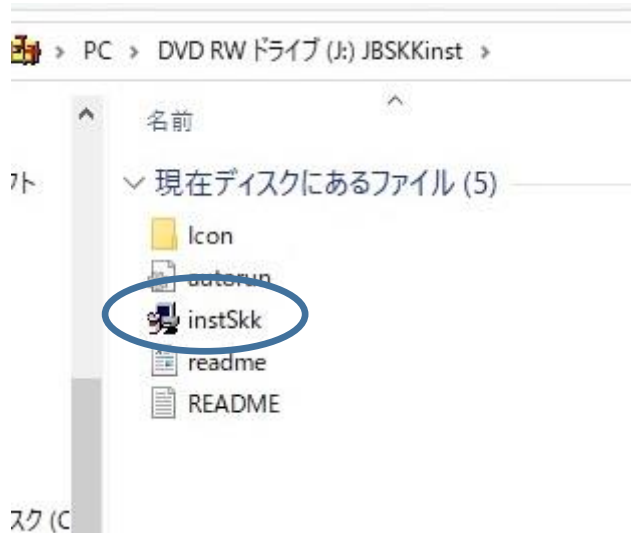 PC > DVD RW ドライブ (J:) JBSKKinst >
名前
フト
現在ディスクにあるファイル (5)
Icon
autorun
instSkk
readme
README
スク (C